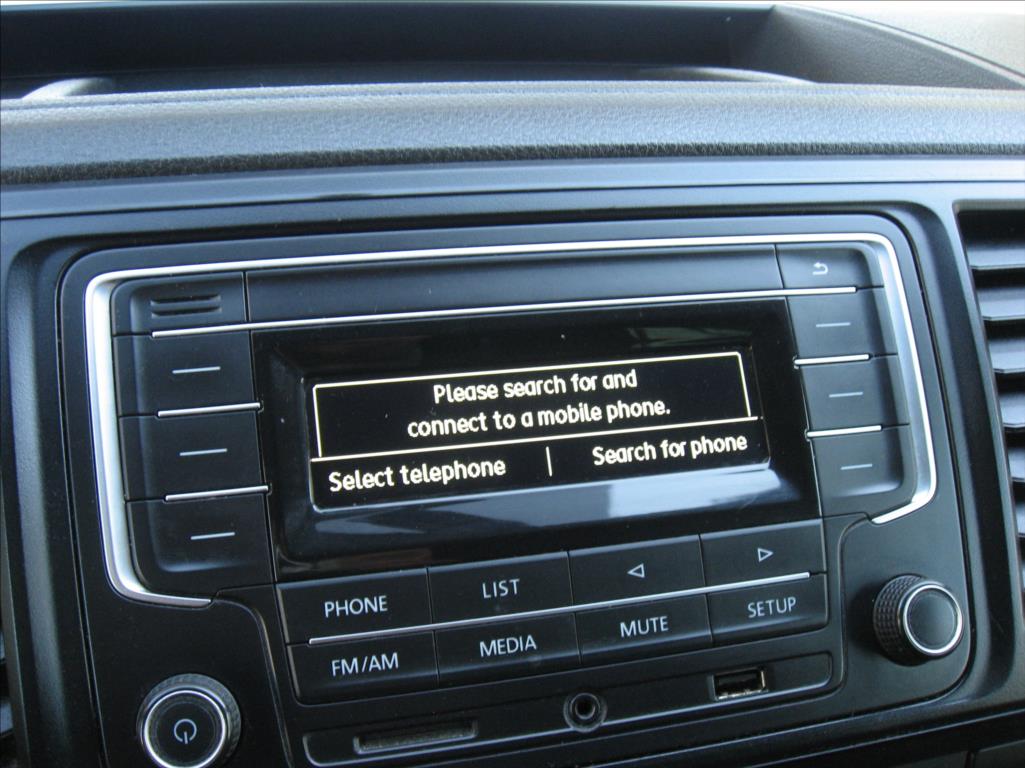 Please search for and
connect to a mobile phone.
Select telephone | Search for phone
PHONE LIST
FM/AM MEDIA MUTE SETUP